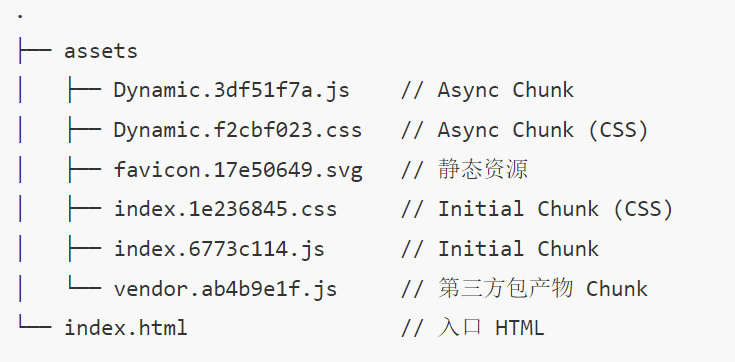 .
├── assets
│   ├── Dynamic.3df51f7a.js    // Async Chunk
│   ├── Dynamic.f2cbf023.css   // Async Chunk (CSS)
│   ├── favicon.17e50649.svg   // 静态资源
│   ├── index.1e236845.css     // Initial Chunk (CSS)
│   ├── index.6773c114.js      // Initial Chunk
│   └── vendor.ab4b9e1f.js     // 第三方包产物 Chunk
└── index.html                 // 入口 HTML